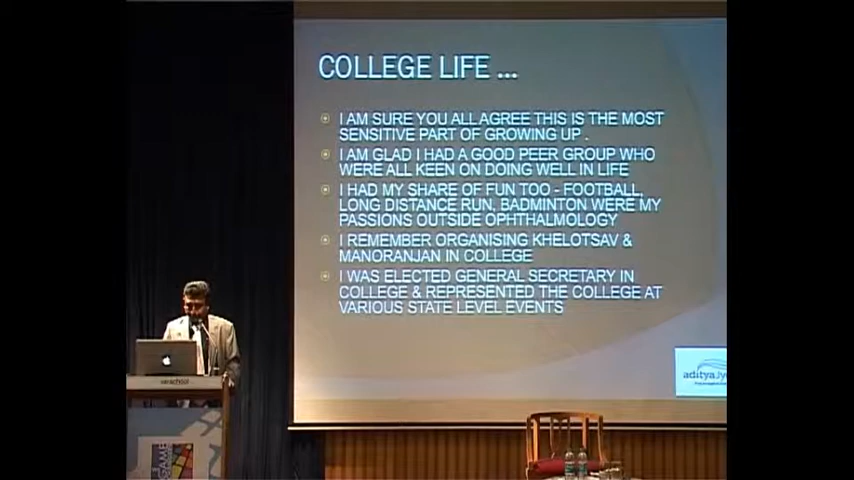 COLLEGE LIFE ...
I AM SURE YOU ALL AGREE THIS IS THE MOST
SENSITIVE PART OF GROWING UP .
I AM GLAD I HAD A GOOD PEER GROUP WHO
WERE ALL KEEN ON DOING WELL IN LIFE
I HAD MY SHARE OF FUN TOO - FOOTBALL,
LONG DISTANCE RUN, BADMINTON WERE MY
PASSIONS OUTSIDE OPHTHALMOLOGY
I REMEMBER ORGANISING KHELOTSAV &
MANORANJAN IN COLLEGE
I WAS ELECTED GENERAL SECRETARY IN
COLLEGE & REPRESENTED THE COLLEGE AT
VARIOUS STATE LEVEL EVENTS
aditya
GAME